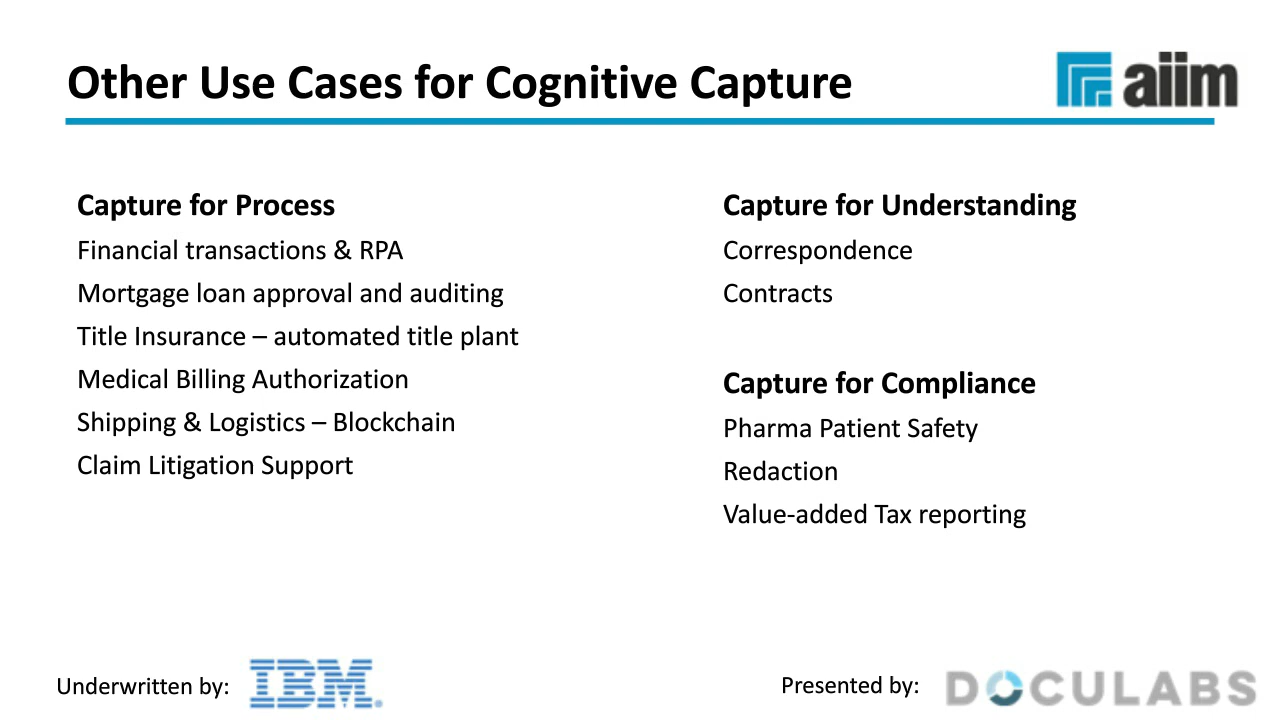 Other Use Cases for Cognitive Capture
aiim
Capture for Process
Financial transactions & RPA
Mortgage loan approval and auditing
Title Insurance – automated title plant
Medical Billing Authorization
Shipping & Logistics – Blockchain
Claim Litigation Support
Capture for Understanding
Correspondence
Contracts
Capture for Compliance
Pharma Patient Safety
Redaction
Value-added Tax reporting
Underwritten by:
IBM
Presented by:
DOCULABS